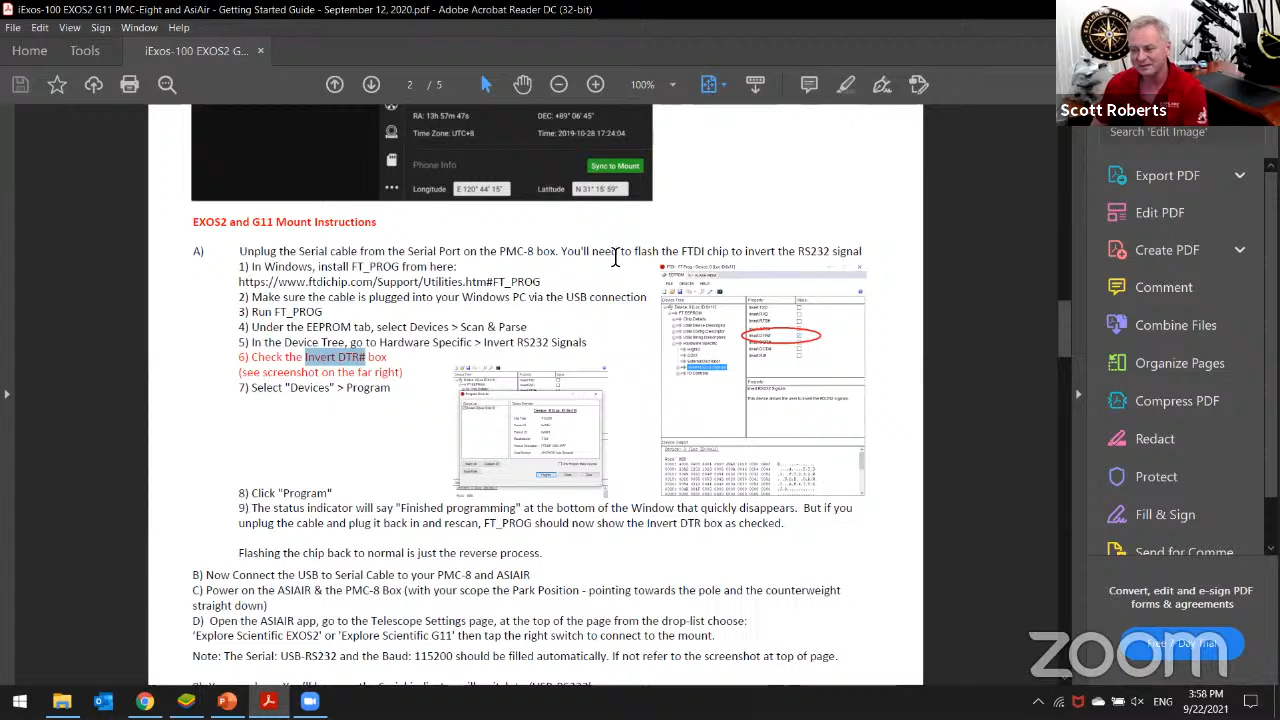 iExos-100 EXOS2 G11 PMC-Eight and AsiAir - Getting Started Guide - September 12, 2020.pdf - Adobe Acrobat Reader DC (32-bit)
File Edit View Sign Window Help
Home Tools iExos-100 EXOS2 G... ×
/ 5 100%
Scott Roberts
RA: 13h 57m 47s DEC: +89° 06' 45"
Time Zone: UTC+8 Time: 2019-10-28 17:24:04
Phone Info Sync to Mount
Longitude E 120° 44' 15" Latitude N 31° 15' 59"
EXOS2 and G11 Mount Instructions
A) Unplug the Serial cable from the Serial Port on the PMC-8 box. You'll need to flash the FTDI chip to invert the RS232 signal
1) In Windows, install FT_PROG from here:
http://www.ftdichip.com/Support/Utilities.htm#FT_PROG
2) Make sure the cable is plugged into your Windows PC via the USB connection
3) Run FT_PROG
4) Under the EEPROM tab, select Devices > Scan & Parse
5) In the Device Tree, go to Hardware Specific > Invert RS232 Signals
6) Check the Invert DTR# box
(see screenshot on the far right)
7) Select "Devices" > Program
Property Value
Property
Device Output
8) Click "Program"
9) The status indicator will say "Finished programming" at the bottom of the Window that quickly disappears. But if you
unplug the cable and plug it back in and rescan, FT_PROG should now show the Invert DTR box as checked.
Flashing the chip back to normal is just the reverse process.
B) Now Connect the USB to Serial Cable to your PMC-8 and ASIAIR
C) Power on the ASIAIR & the PMC-8 Box (with your scope the Park Position - pointing towards the pole and the counterweight
straight down)
D) Open the ASIAIR app, go to the Telescope Settings page, at the top of the page from the drop-list choose:
'Explore Scientific EXOS2' or 'Explore Scientific G11' then tap the right switch to connect to the mount.
Note: The Serial: USB-RS232 and the Baud: 115200 should be filled automatically. If not refer to the screenshot at top of page.
Search 'Edit Image'
Export PDF
Edit PDF
Create PDF
Comment
Combine Files
Organize Pages
Compress PDF
Redact
Protect
Fill & Sign
Send for Comme
Convert, edit and e-sign PDF
forms & agreements
Free 7 Day Trial
zoom
ENG
3:58 PM
9/22/2021